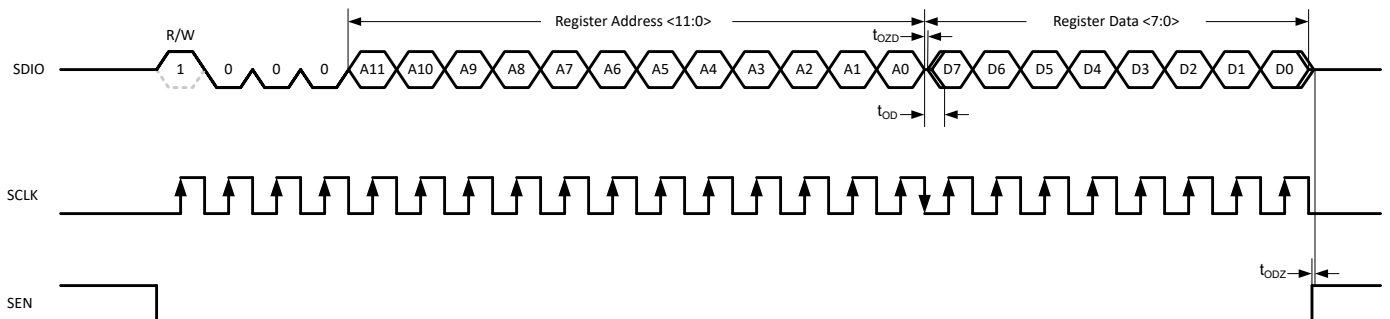 Register Address <11:0> Register Data <7:0>
R/W tOZD
SDIO 1 0 0 0 A11 A10 A9 A8 A7 A6 A5 A4 A3 A2 A1 A0 D7 D6 D5 D4 D3 D2 D1 D0
tOD
SCLK
tODZ
SEN